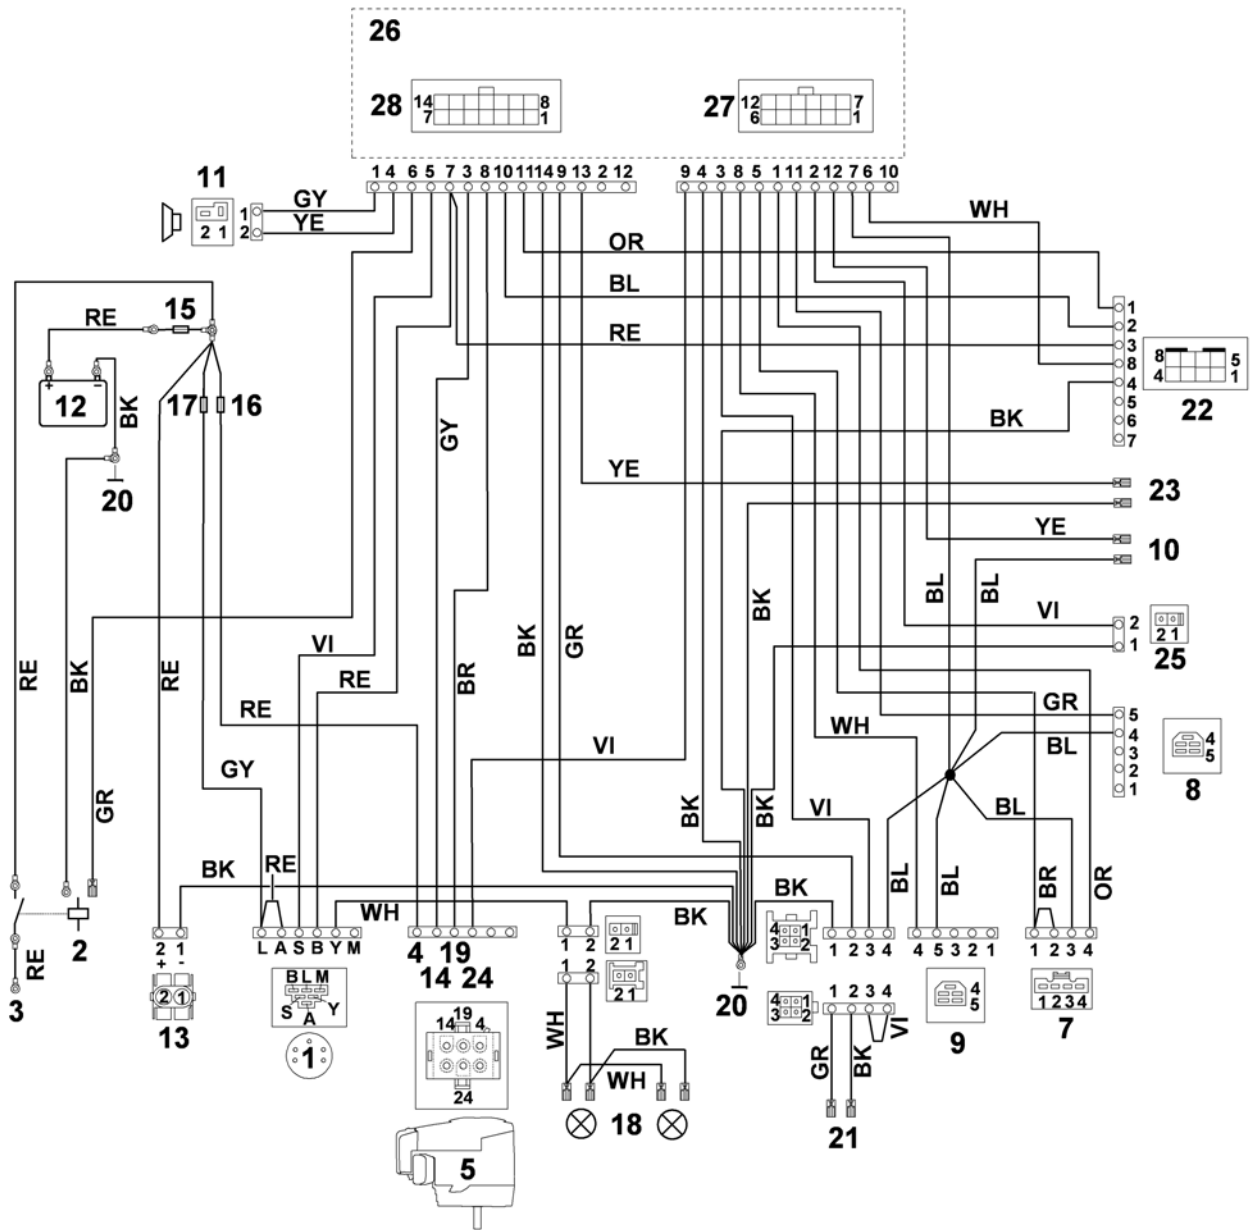 26
28
14 8
7 1
27
12 7
6 1
1 4 6 5 7 3 8 10 11 14 9 13 2 12
9 4 3 8 5 1 11 2 12 7 6 10
11
2 1
1
2
GY
YE
WH
OR
BL
RE
BK
1
2
3
8
4
5
6
7
8 5
4 1
22
RE
15
+ −
12
BK
17
16
20
GY
YE
23
YE
10
BL
BL
BK
VI
2
1
2 1
25
RE
BK
RE
VI
RE
RE
BR
BK
GR
VI
GY
GR
WH
GR
BL
5
4
3
2
1
4
5
8
BK
BK
VI
BL
BL
BL
BR
OR
BK
RE
WH
BK
BK
2
RE
3
2 1
+ -
2 1
13
L A S B Y M
B L M
S Y
A
1
4 19
14 24
19
14 4
24
5
1 2
2 1
1 2
2 1
WH
BK
WH
18
20
4 1
3 2
1 2 3 4
4 1
3 2
1 2 3 4
GR
BK
VI
21
4 5 3 2 1
4
5
9
1 2 3 4
1 2 3 4
7